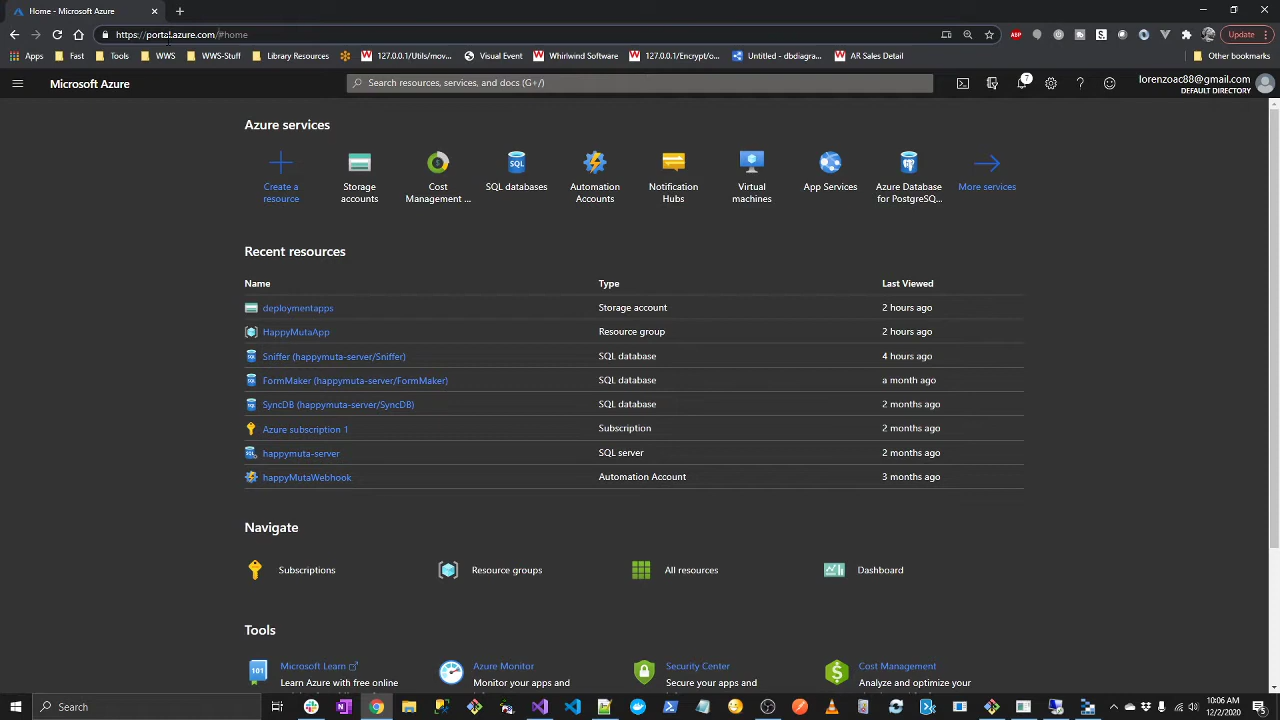 Home - Microsoft Azure
https://portal.azure.com/#home
Update
Apps
Fast
Tools
WWS
WWS-Stuff
Library Resources
127.0.0.1/Utils/mov...
Visual Event
Whirlwind Software
127.0.0.1/Encrypt/o...
Untitled - dbdiagra...
AR Sales Detail
Microsoft Azure
Search resources, services, and docs (G+/)
7
lorenzoac88@gmail.com
DEFAULT DIRECTORY
Azure services
Create a
resource
Storage
accounts
Cost
Management ...
SQL databases
Automation
Accounts
Notification
Hubs
Virtual
machines
App Services
Azure Database
for PostgreSQ...
More services
Recent resources
Name Type Last Viewed
deploymentapps Storage account 2 hours ago
HappyMutaApp Resource group 2 hours ago
Sniffer (happymuta-server/Sniffer) SQL database 4 hours ago
FormMaker (happymuta-server/FormMaker) SQL database a month ago
SyncDB (happymuta-server/SyncDB) SQL database 2 months ago
Azure subscription 1 Subscription 2 months ago
happymuta-server SQL server 2 months ago
happyMutaWebhook Automation Account 3 months ago
Navigate
Subscriptions
Resource groups
All resources
Dashboard
Tools
Microsoft Learn
Learn Azure with free online
Azure Monitor
Monitor your apps and
Security Center
Secure your apps and
Cost Management
Analyze and optimize your
Search
10:06 AM
12/2/2020